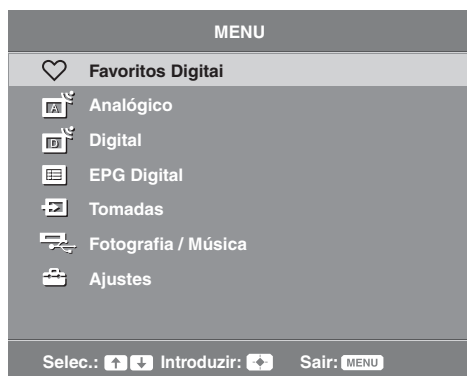 MENU
Favoritos Digitai
A Analógico
D Digital
EPG Digital
Tomadas
Fotografia / Música
Ajustes
Selec.: Introduzir: Sair: MENU